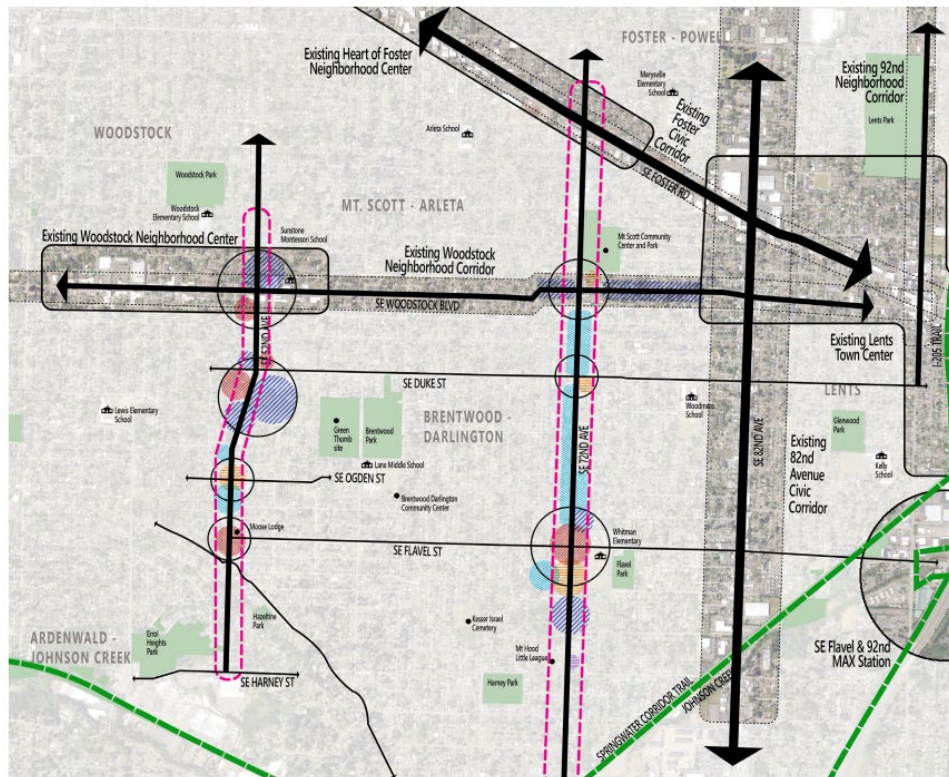 FOSTER - POWEL
Existing Heart of Foster
Neighborhood Center
Marysville
Elementary
School
Existing 92nd
Neighborhood
Corridor
Lents Park
Existing
Foster
Civic
Corridor
WOODSTOCK
Arleta School
SE FOSTER RD
Woodstock Park
Woodstock
Elementary School
MT. SCOTT - ARLETA
Sunstone
Montessori School
Existing Woodstock Neighborhood Center
Existing Woodstock
Neighborhood Corridor
Mt Scott Community
Center and Park
SE WOODSTOCK BLVD
SE 52ND AVE
Existing Lents
Town Center
I-205 TRAIL
SE DUKE ST
LENTS
Lewis Elementary
School
Green
Thumb
site
Brentwood
Park
BRENTWOOD -
DARLINGTON
SE 72ND AVE
Woodmere
School
SE 82ND AVE
Glenwood
Park
Existing
82nd
Avenue
Civic
Corridor
Kelly
School
Lane Middle School
SE OGDEN ST
Brentwood Darlington
Community Center
Moose Lodge
SE FLAVEL ST
Whitman
Elementary
Flavel
Park
Hazeltine
Park
Kesser Israel
Cemetery
ARDENWALD -
JOHNSON CREEK
Errol
Heights
Park
Mt Hood
Little League
SE Flavel & 92nd
MAX Station
SE HARNEY ST
Harney Park
SPRINGWATER CORRIDOR TRAIL
JOHNSON CREEK